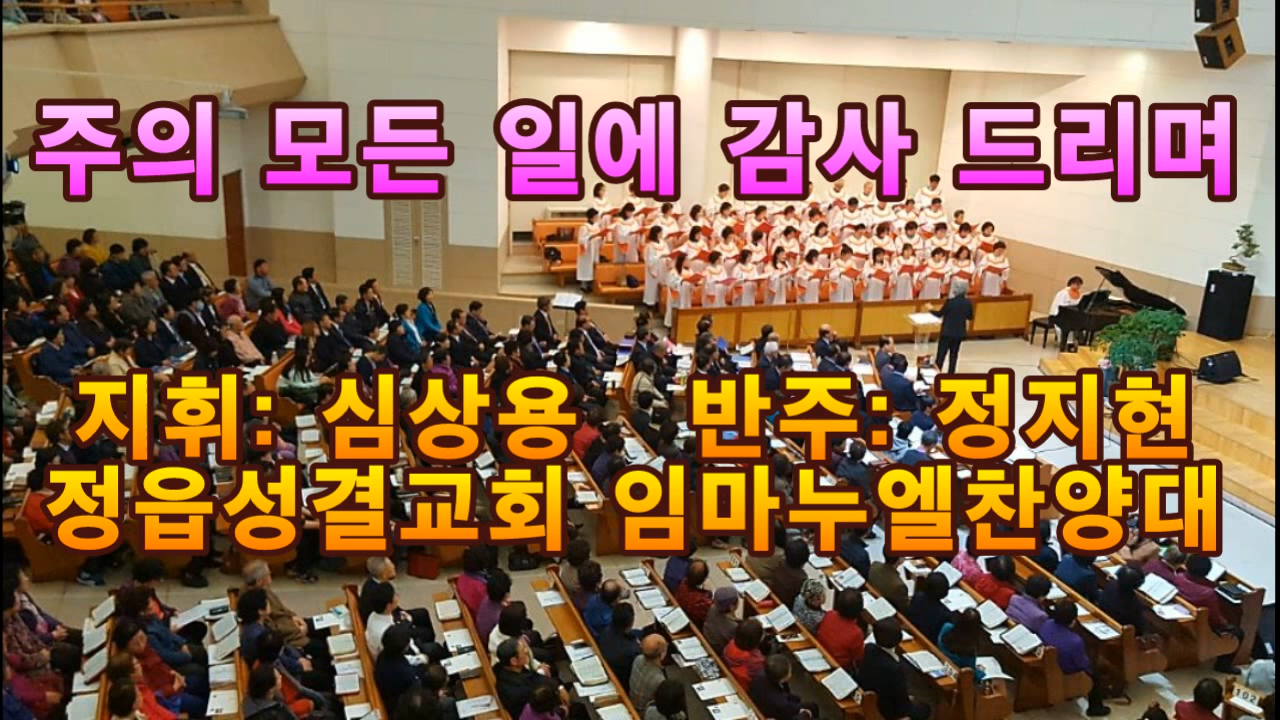 주의 모든 일에 감사 드리며
지휘: 심상용 반주: 정지현
정읍성결교회 임마누엘찬양대
102